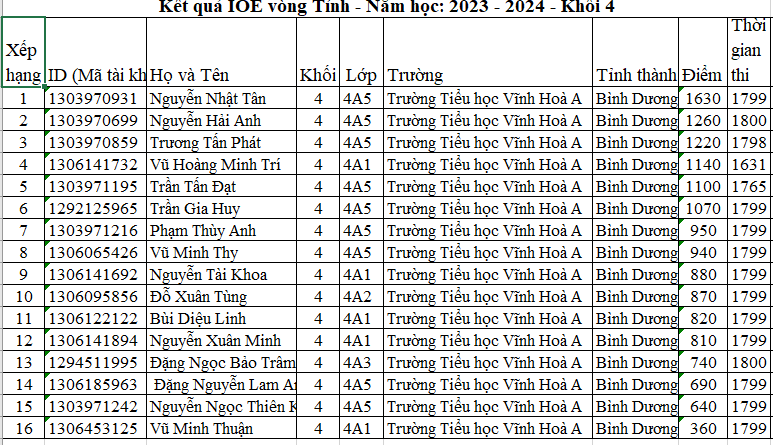 Kết quả IOE vòng Tỉnh - Năm học: 2023 - 2024 - Khối 4
Xếp hạng ID (Mã tài kh Họ và Tên Khối Lớp Trường Tỉnh thành Điểm Thời gian thi
1 1303970931 Nguyễn Nhật Tân 4 4A5 Trường Tiểu học Vĩnh Hoà A Bình Dương 1630 1799
2 1303970699 Nguyễn Hải Anh 4 4A5 Trường Tiểu học Vĩnh Hoà A Bình Dương 1260 1800
3 1303970859 Trương Tấn Phát 4 4A5 Trường Tiểu học Vĩnh Hoà A Bình Dương 1220 1798
4 1306141732 Vũ Hoàng Minh Trí 4 4A1 Trường Tiểu học Vĩnh Hoà A Bình Dương 1140 1631
5 1303971195 Trần Tấn Đạt 4 4A5 Trường Tiểu học Vĩnh Hoà A Bình Dương 1100 1765
6 1292125965 Trần Gia Huy 4 4A5 Trường Tiểu học Vĩnh Hoà A Bình Dương 1070 1799
7 1303971216 Phạm Thùy Anh 4 4A5 Trường Tiểu học Vĩnh Hoà A Bình Dương 950 1799
8 1306065426 Vũ Minh Thy 4 4A5 Trường Tiểu học Vĩnh Hoà A Bình Dương 940 1799
9 1306141692 Nguyễn Tài Khoa 4 4A1 Trường Tiểu học Vĩnh Hoà A Bình Dương 880 1799
10 1306095856 Đỗ Xuân Tùng 4 4A2 Trường Tiểu học Vĩnh Hoà A Bình Dương 870 1799
11 1306122122 Bùi Diệu Linh 4 4A1 Trường Tiểu học Vĩnh Hoà A Bình Dương 820 1799
12 1306141894 Nguyễn Xuân Minh 4 4A1 Trường Tiểu học Vĩnh Hoà A Bình Dương 810 1799
13 1294511995 Đặng Ngọc Bảo Trâm 4 4A3 Trường Tiểu học Vĩnh Hoà A Bình Dương 740 1800
14 1306185963 Đặng Nguyễn Lam A 4 4A5 Trường Tiểu học Vĩnh Hoà A Bình Dương 690 1799
15 1303971242 Nguyễn Ngọc Thiên K 4 4A5 Trường Tiểu học Vĩnh Hoà A Bình Dương 640 1799
16 1306453125 Vũ Minh Thuận 4 4A1 Trường Tiểu học Vĩnh Hoà A Bình Dương 360 1799